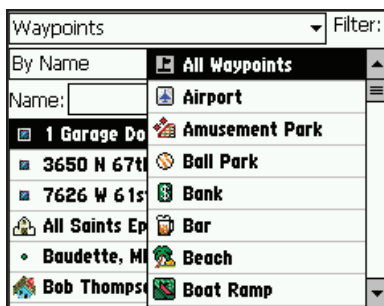 Waypoints Filter:
By Name All Waypoints
Name: Airport
1 Garage Do Amusement Park
3650 N 67t Ball Park
7626 W 61s Bank
All Saints Ep Bar
Baudette, Beach
Bob Thomps Boat Ramp